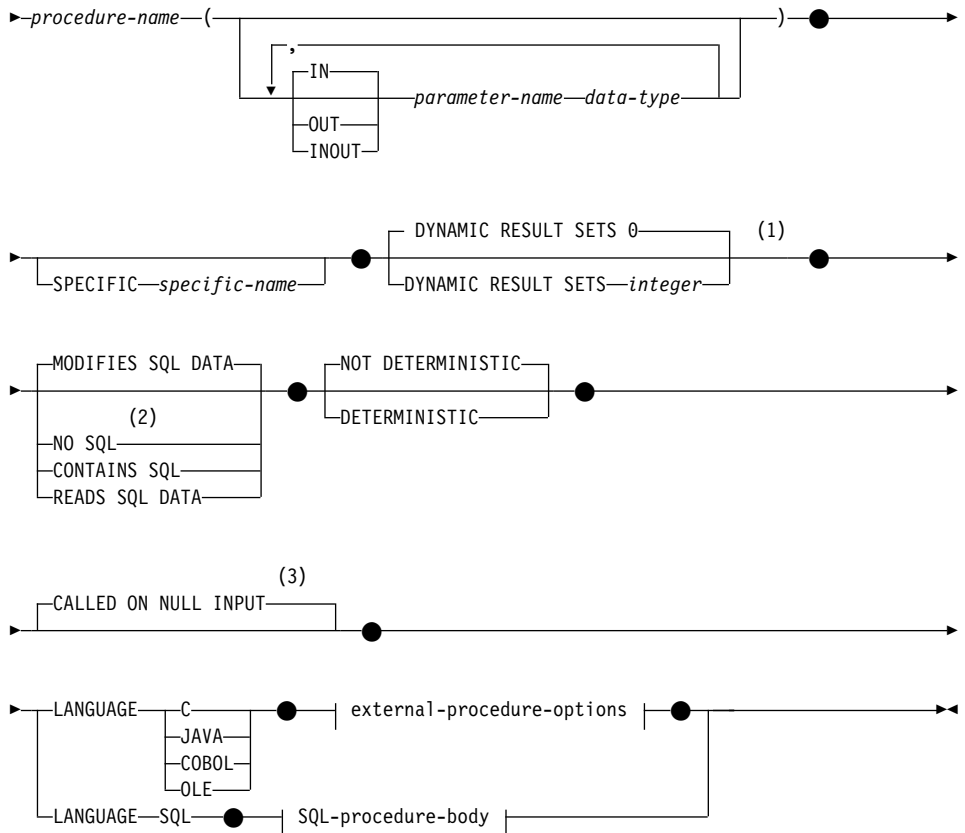 procedure-name ( )
,
IN
parameter-name data-type
OUT
INOUT
DYNAMIC RESULT SETS 0 (1)
SPECIFIC specific-name DYNAMIC RESULT SETS integer
MODIFIES SQL DATA NOT DETERMINISTIC
(2) DETERMINISTIC
NO SQL
CONTAINS SQL
READS SQL DATA
(3)
CALLED ON NULL INPUT
LANGUAGE C external-procedure-options
JAVA
COBOL
OLE
LANGUAGE SQL SQL-procedure-body